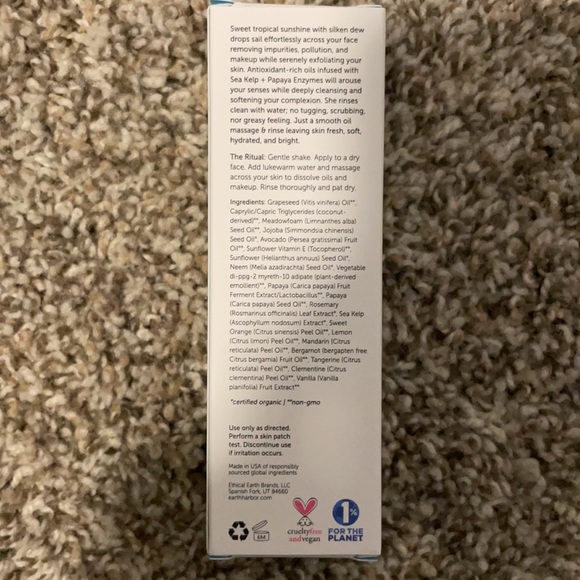 Sweet tropical sunshine with silken dew
drops sail effortlessly across your face
removing impurities, pollution, and
makeup while serenely exfoliating your
skin. Antioxidant-rich oils infused with
Sea Kelp + Papaya Enzymes will arouse
your senses while deeply cleansing and
softening your complexion. She rinses
clean with water; no tugging, scrubbing,
nor greasy feeling. Just a smooth oil
massage & rinse leaving skin fresh, soft,
hydrated, and bright.
The Ritual: Gentle shake. Apply to a dry
face. Add lukewarm water and massage
across your skin to dissolve oils and
makeup. Rinse thoroughly and pat dry.
Ingredients: Grapeseed (Vitis vinifera) Oil**,
Caprylic/Capric Triglycerides (coconut-
derived)**, Meadowfoam (Limnanthes alba)
Seed Oil**, Jojoba (Simmondsia chinensis)
Seed Oil*, Avocado (Persea gratissima) Fruit
Oil**, Sunflower Vitamin E (Tocopherol)**,
Sunflower (Helianthus annuus) Seed Oil*,
Neem (Melia azadirachta) Seed Oil*, Vegetable
di-ppg-2 myreth-10 adipate (plant-derived
emollient)**, Papaya (Carica papaya) Fruit
Ferment Extract/Lactobacillus**, Papaya
(Carica papaya) Seed Oil**, Rosemary
(Rosmarinus officinalis) Leaf Extract*, Sea Kelp
(Ascophyllum nodosum) Extract*, Sweet
Orange (Citrus sinensis) Peel Oil**, Lemon
(Citrus limon) Peel Oil**, Mandarin (Citrus
reticulata) Peel Oil**, Bergamot (bergapten free
Citrus bergamia) Fruit Oil**, Tangerine (Citrus
reticulata) Peel Oil**, Clementine (Citrus
clementina) Peel Oil**, Vanilla (Vanilla
planifolia) Fruit Extract**
*certified organic | **non-gmo
Use only as directed.
Perform a skin patch
test. Discontinue use
if irritation occurs.
Made in USA of responsibly
sourced global ingredients
Ethical Earth Brands, LLC
Spanish Fork, UT 84660
earthharbor.com
6M
crueltyfree
andvegan
1%
FOR THE
PLANET